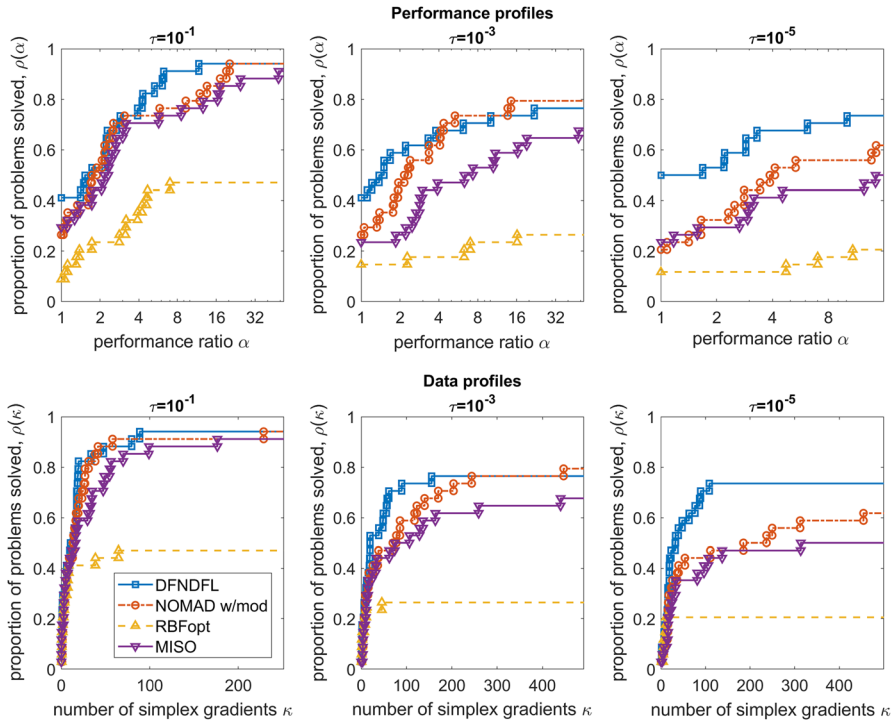 Performance profiles
τ=10-1
τ=10-3
τ=10-5
proportion of problems solved, ρ(α)
1
0.8
0.6
0.4
0.2
0
1 2 4 8 16 32
performance ratio α
proportion of problems solved, ρ(α)
1
0.8
0.6
0.4
0.2
0
1 2 4 8 16 32
performance ratio α
proportion of problems solved, ρ(α)
1
0.8
0.6
0.4
0.2
0
1 2 4 8
performance ratio α
Data profiles
τ=10-1
τ=10-3
τ=10-5
proportion of problems solved, ρ(κ)
1
0.8
0.6
0.4
0.2
0
DFNDFL
NOMAD w/mod
RBFopt
MISO
0 100 200
number of simplex gradients κ
proportion of problems solved, ρ(κ)
1
0.8
0.6
0.4
0.2
0
0 100 200 300 400
number of simplex gradients κ
proportion of problems solved, ρ(κ)
1
0.8
0.6
0.4
0.2
0
0 100 200 300 400
number of simplex gradients κ